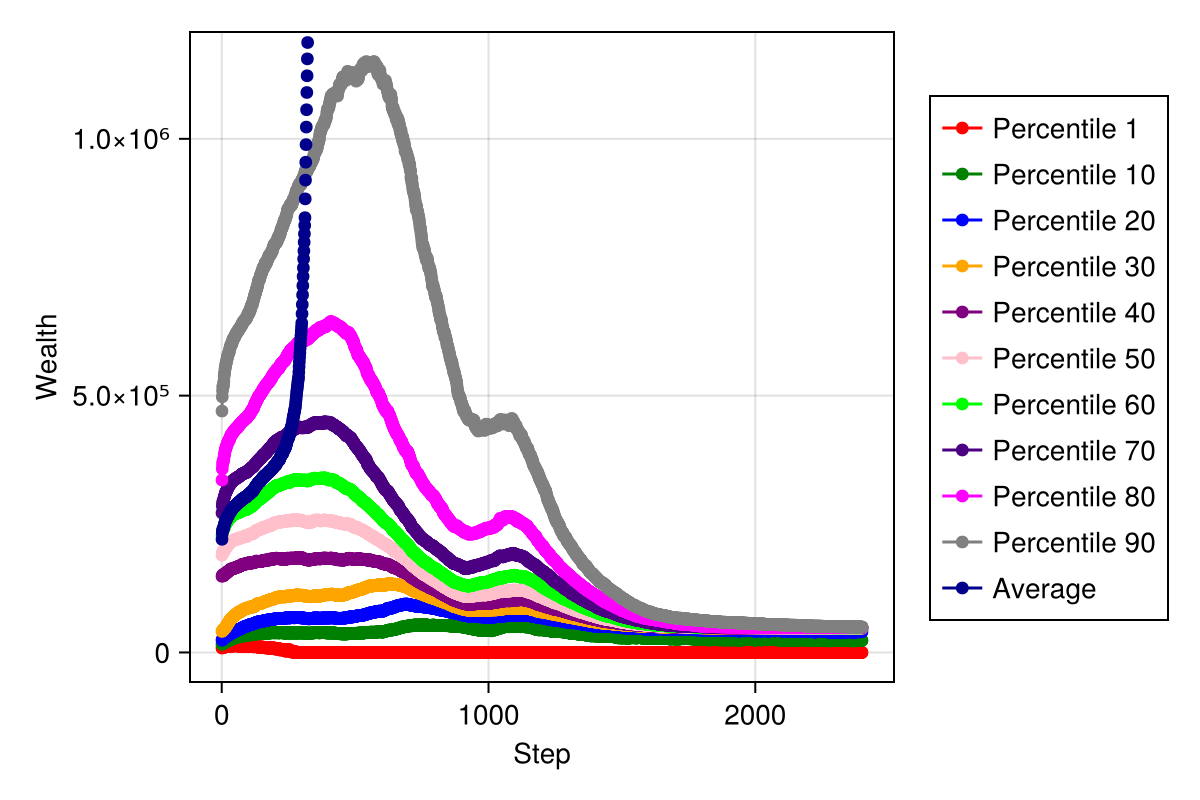 Wealth
1.0×10⁶
5.0×10⁵
0
0
1000
2000
Step
Percentile 1
Percentile 10
Percentile 20
Percentile 30
Percentile 40
Percentile 50
Percentile 60
Percentile 70
Percentile 80
Percentile 90
Average